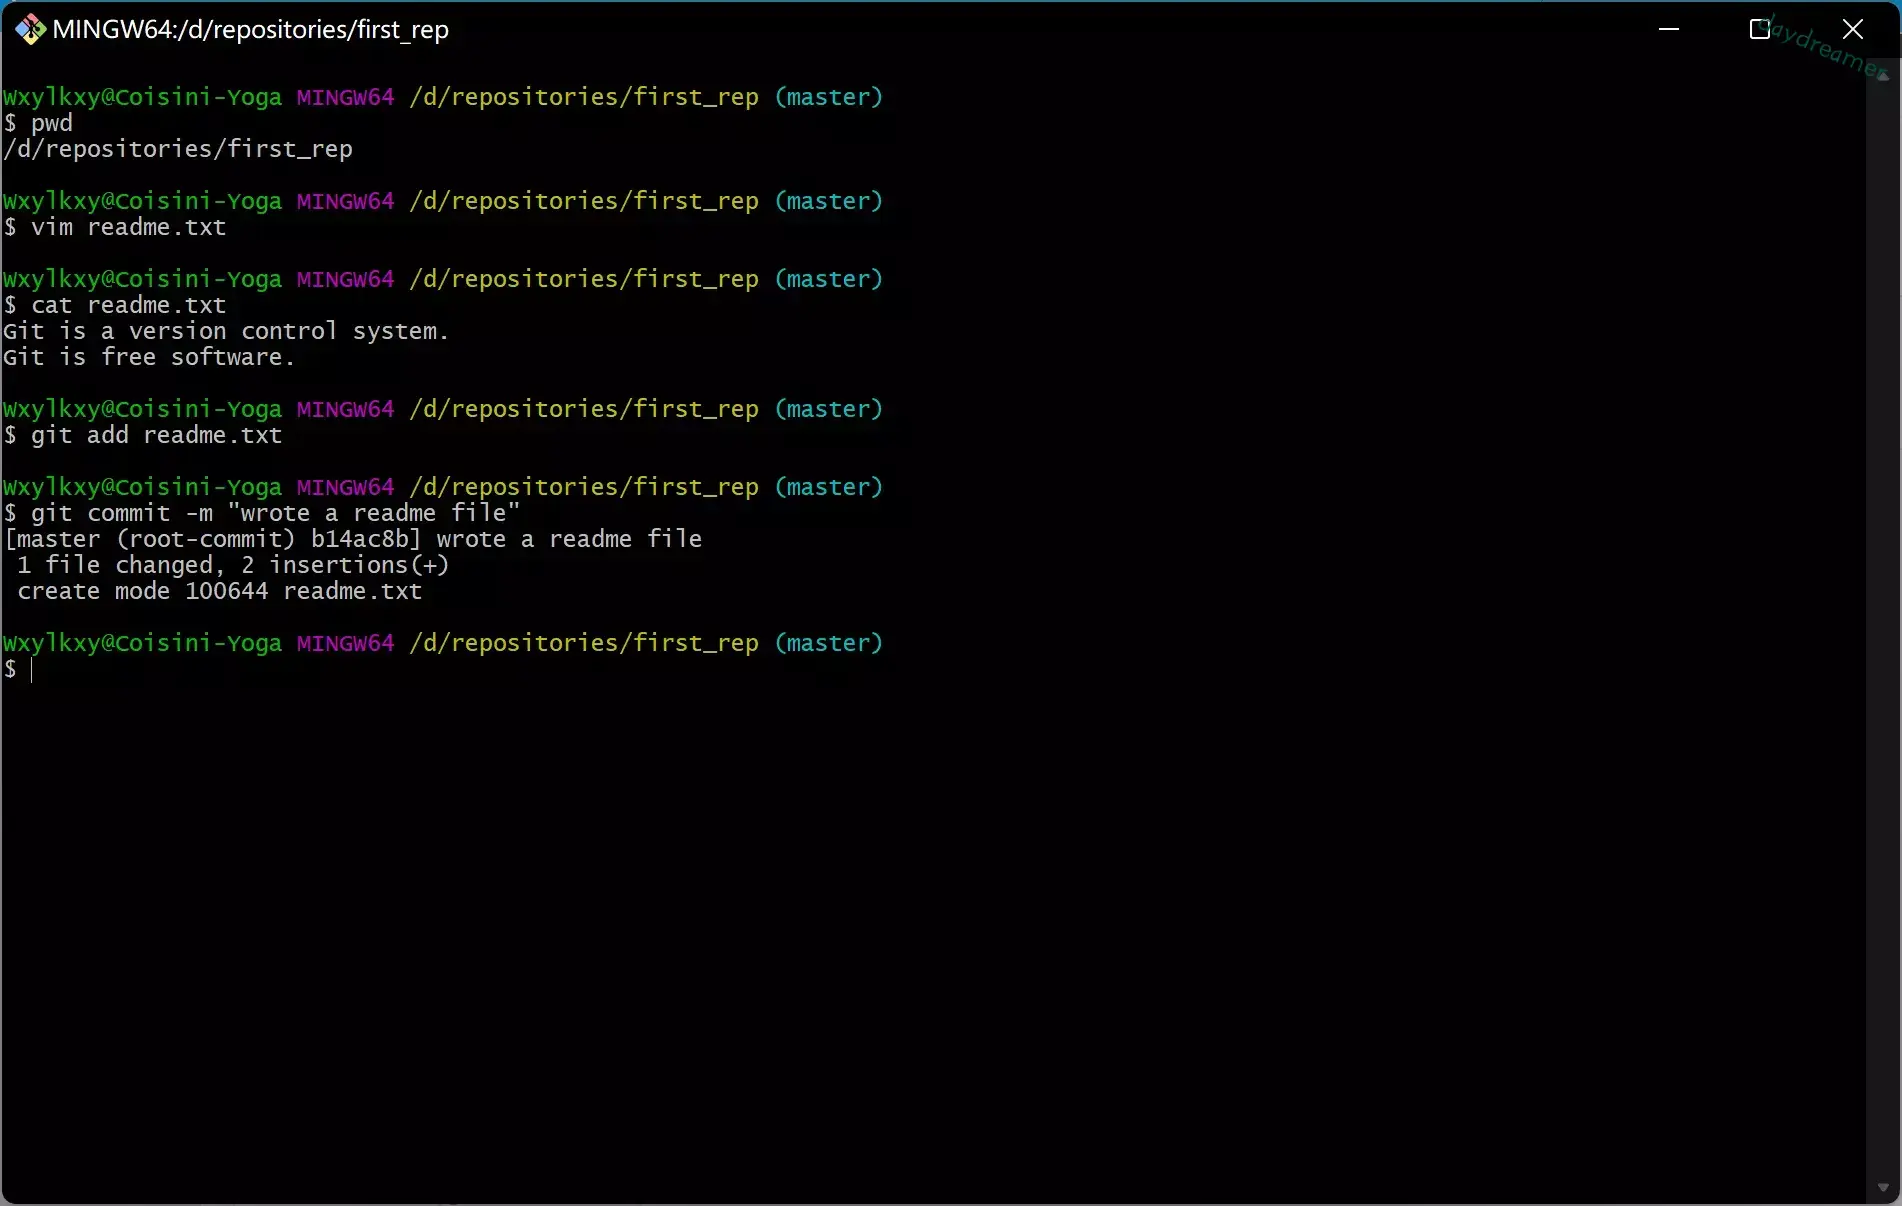 MINGW64:/d/repositories/first_rep
daydreamer
Wxylkxy@Coisini-Yoga MINGW64 /d/repositories/first_rep (master)
$ pwd
/d/repositories/first_rep
Wxylkxy@Coisini-Yoga MINGW64 /d/repositories/first_rep (master)
$ vim readme.txt
Wxylkxy@Coisini-Yoga MINGW64 /d/repositories/first_rep (master)
$ cat readme.txt
Git is a version control system.
Git is free software.
Wxylkxy@Coisini-Yoga MINGW64 /d/repositories/first_rep (master)
$ git add readme.txt
Wxylkxy@Coisini-Yoga MINGW64 /d/repositories/first_rep (master)
$ git commit -m "wrote a readme file"
[master (root-commit) b14ac8b] wrote a readme file
 1 file changed, 2 insertions(+)
 create mode 100644 readme.txt
Wxylkxy@Coisini-Yoga MINGW64 /d/repositories/first_rep (master)
$